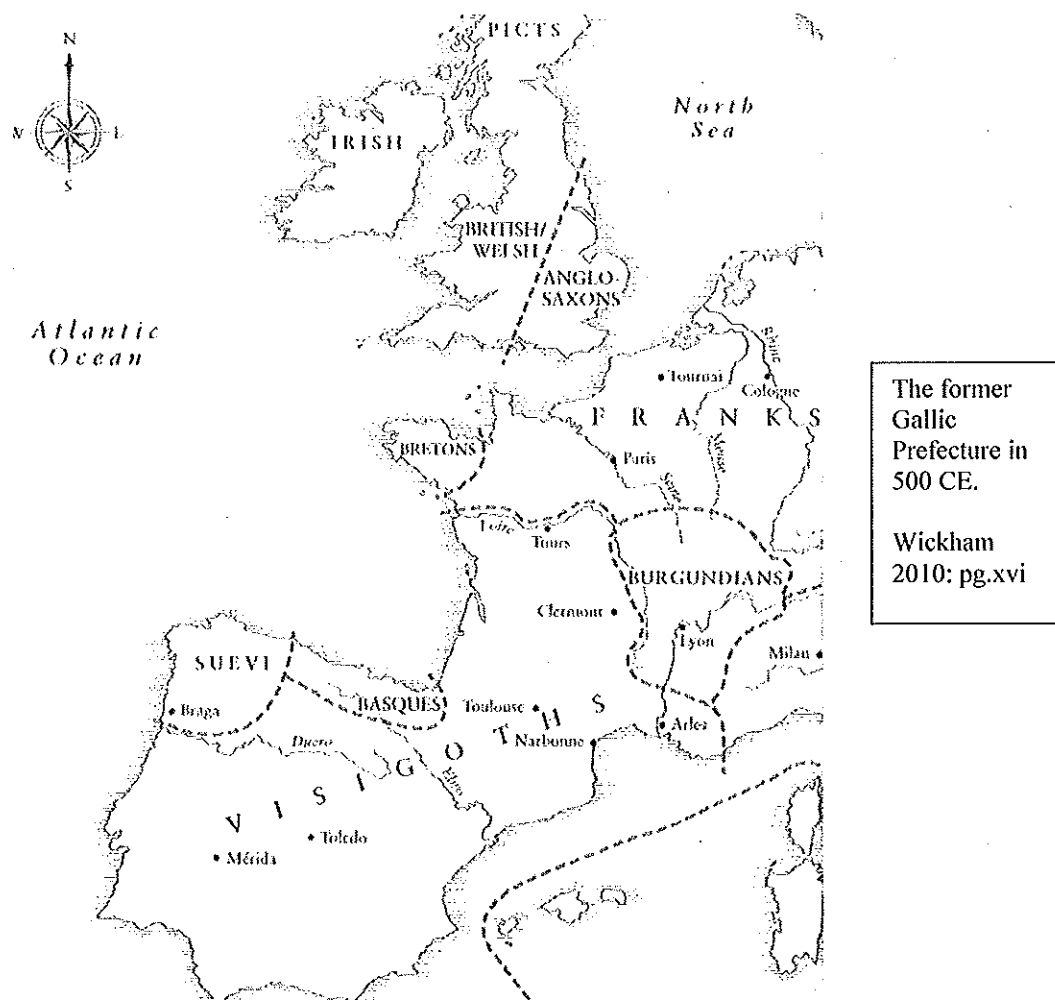 PICTS
N
W
E
S
North
Sea
IRISH
BRITISH/
WELSH
ANGLO-
SAXONS
Atlantic
Ocean
Rhine
Tournai
Cologne
FRANKS
BRETONS
Paris
Meuse
Seine
Loire
Tours
BURGUNDIANS
Clermont
Lyon
Milan
SUEVI
BASQUES
Braga
Toulouse
Arles
Narbonne
Duero
Ebro
VISIGOTHS
Toledo
Mérida
The former
Gallic
Prefecture in
500 CE.
Wickham
2010: pg.xvi